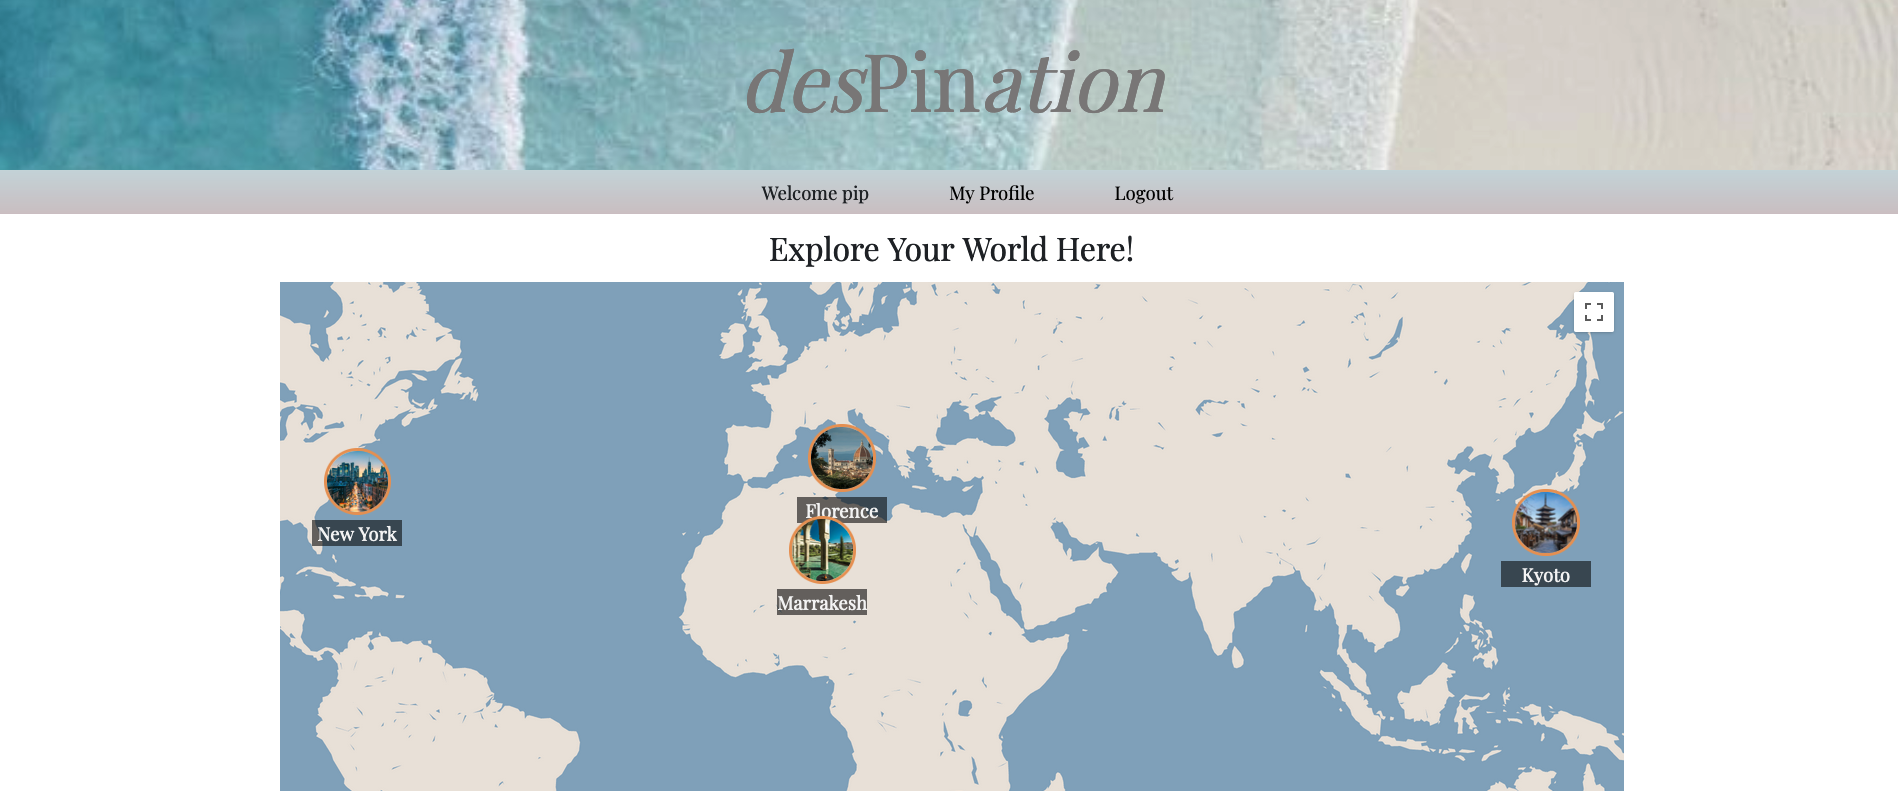 desPination
Welcome pip
My Profile
Logout
Explore Your World Here!
Florence
New York
Kyoto
Marrakesh